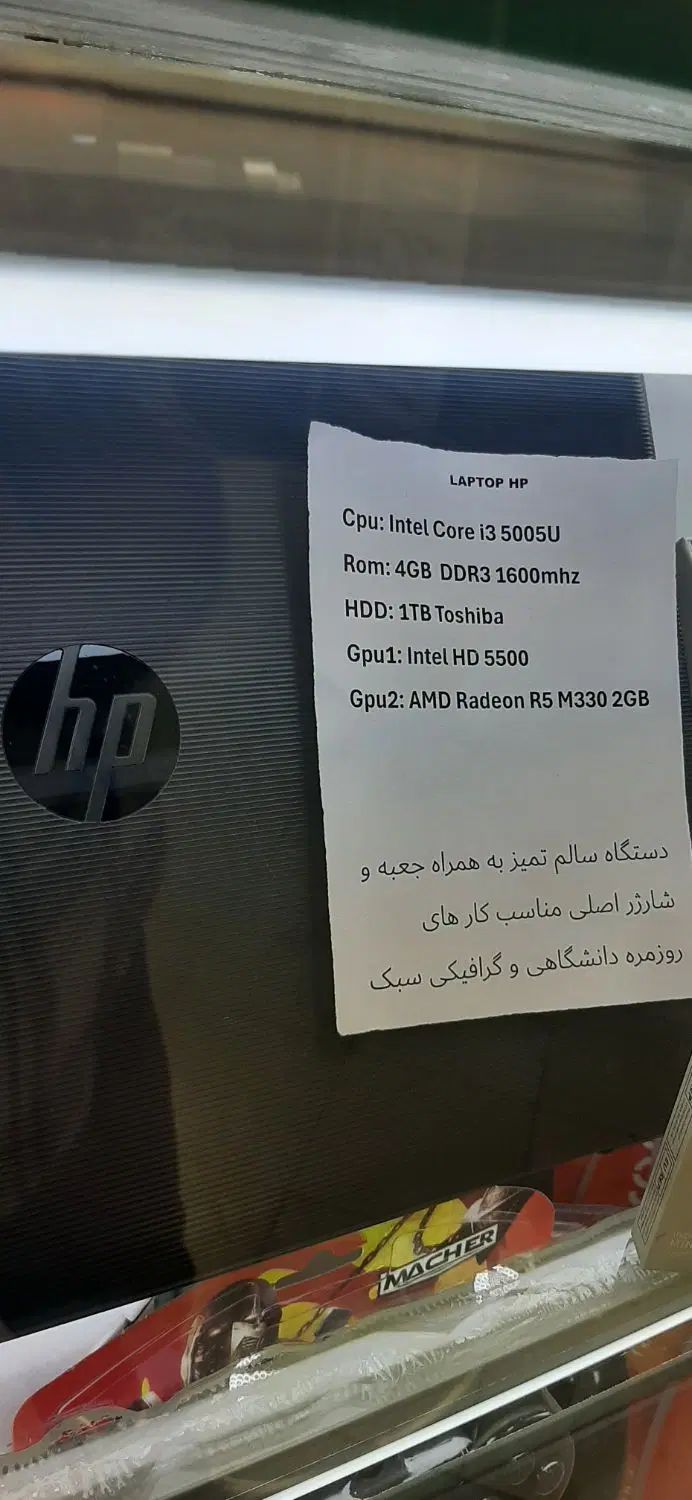 LAPTOP HP
Cpu: Intel Core i3 5005U
Rom: 4GB DDR3 1600mhz
HDD: 1TB Toshiba
Gpu1: Intel HD 5500
Gpu2: AMD Radeon R5 M330 2GB
hp
دستگاه سالم تمیز به همراه جعبه و
شارژر اصلی مناسب کار های
روزمره دانشگاهی و گرافیکی سبک
MACHER